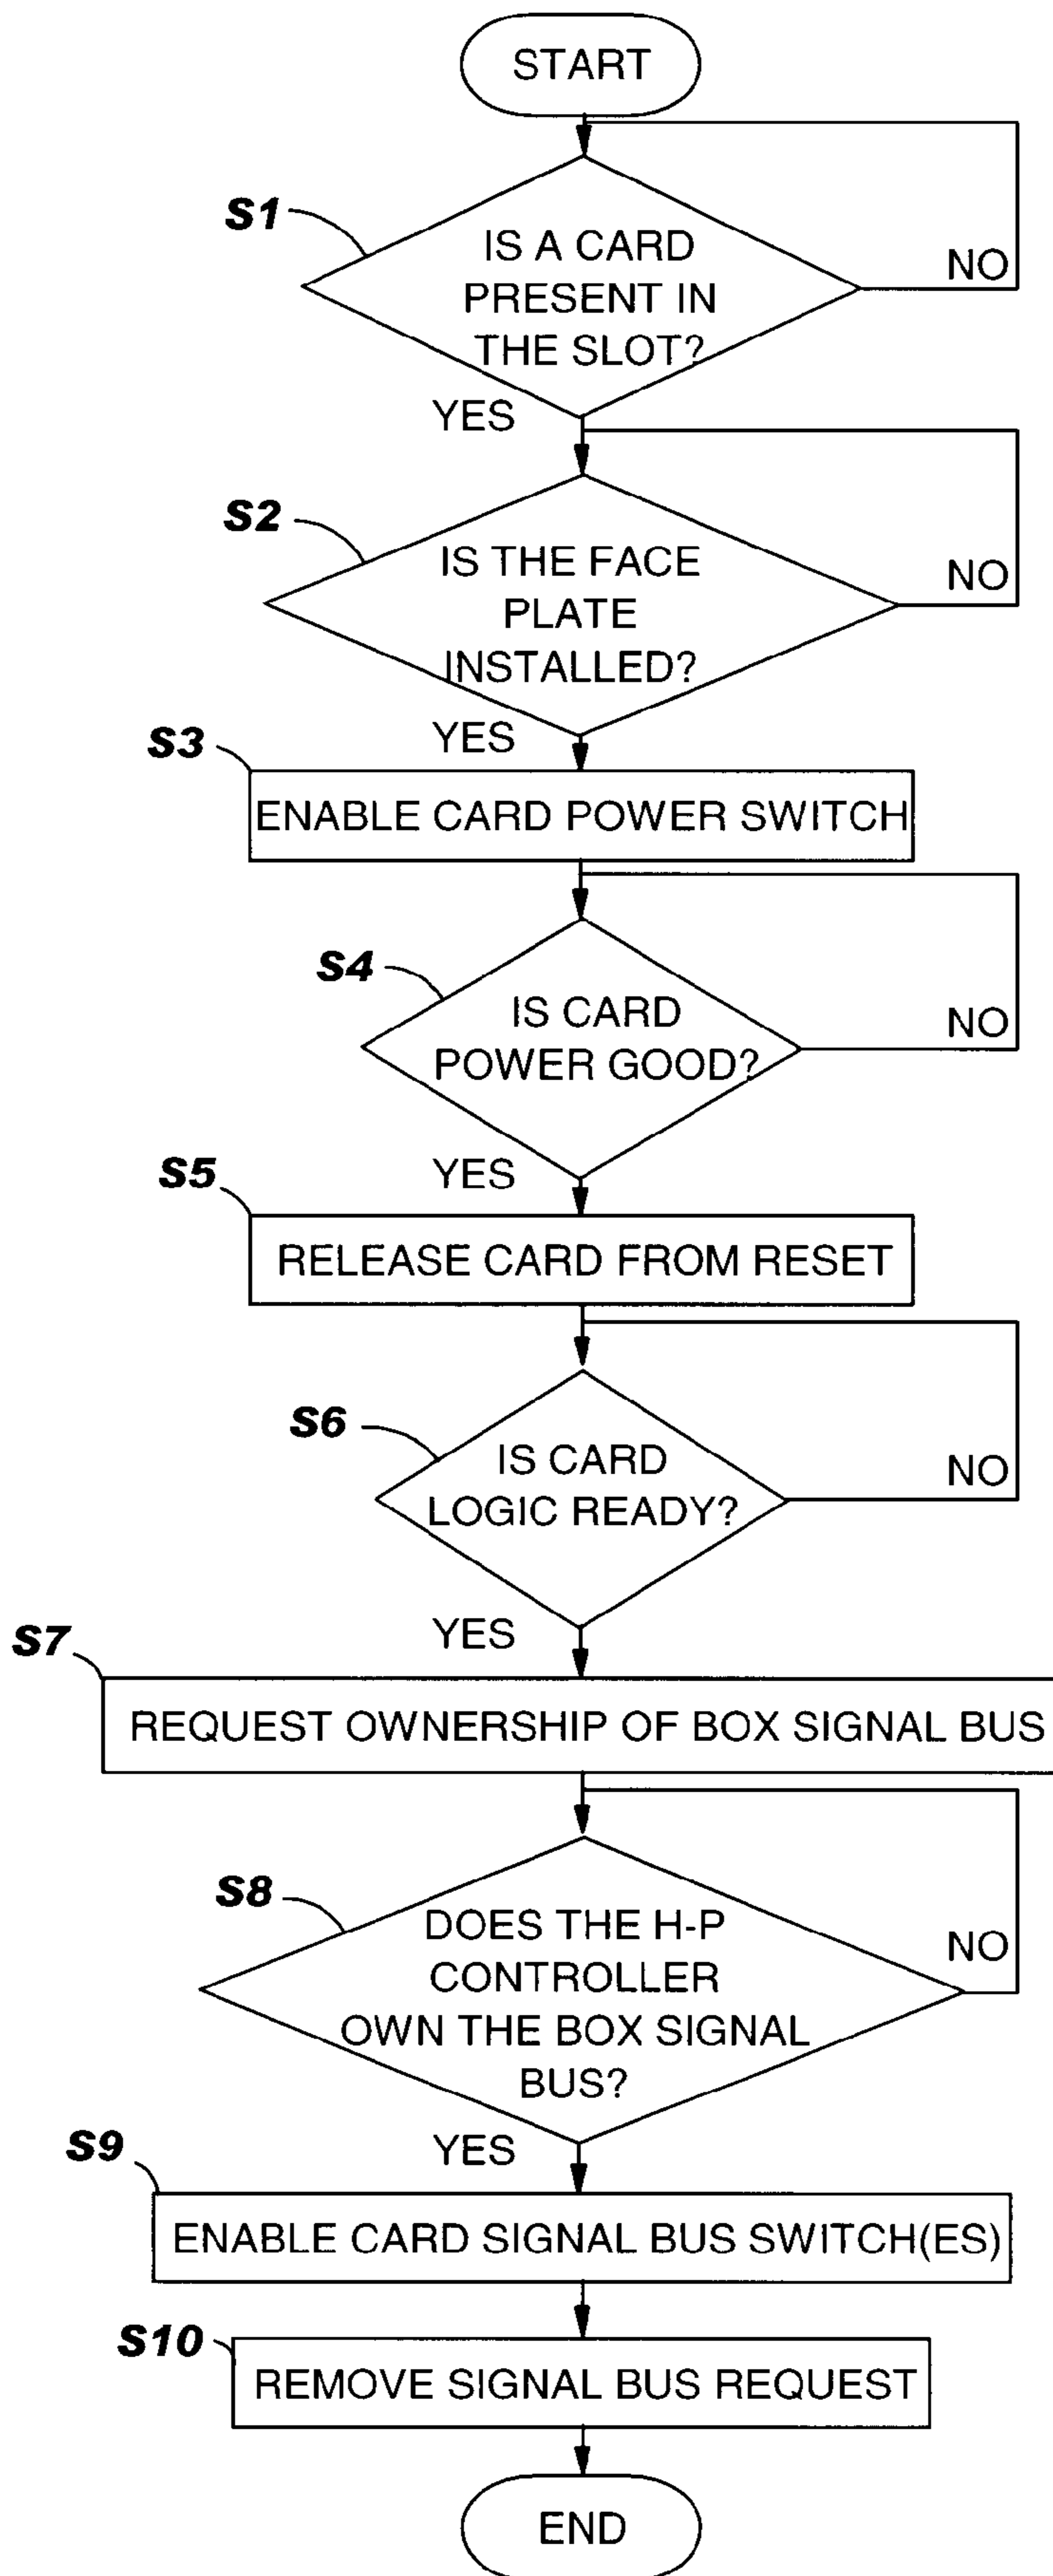 START
S1
IS A CARD
PRESENT IN
THE SLOT?
NO
YES
S2
IS THE FACE
PLATE
INSTALLED?
NO
YES
S3
ENABLE CARD POWER SWITCH
S4
IS CARD
POWER GOOD?
NO
YES
S5
RELEASE CARD FROM RESET
S6
IS CARD
LOGIC READY?
NO
YES
S7
REQUEST OWNERSHIP OF BOX SIGNAL BUS
S8
DOES THE H-P
CONTROLLER
OWN THE BOX SIGNAL
BUS?
NO
YES
S9
ENABLE CARD SIGNAL BUS SWITCH(ES)
S10
REMOVE SIGNAL BUS REQUEST
END